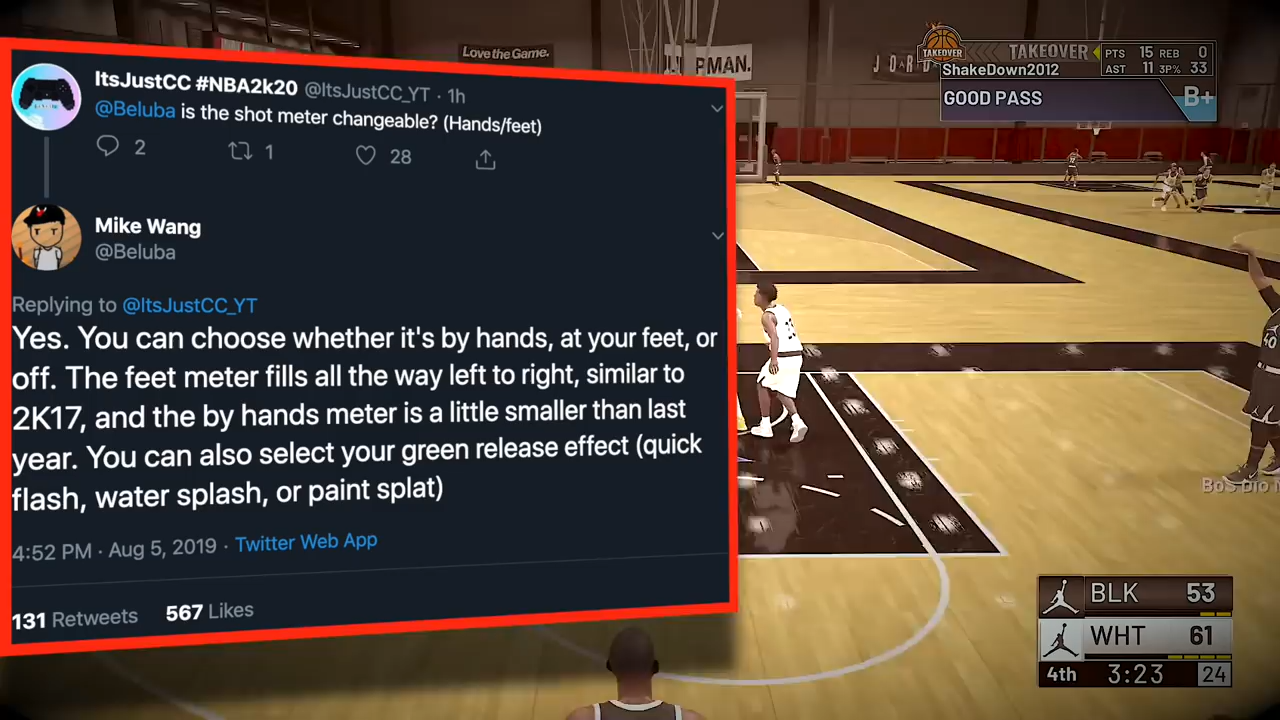 ItsJustCC #NBA2k20 @ItsJustCC_YT · 1h
@Beluba is the shot meter changeable? (Hands/feet)
2 1 28
Mike Wang
@Beluba
Replying to @ItsJustCC_YT
Yes. You can choose whether it's by hands, at your feet, or
off. The feet meter fills all the way left to right, similar to
2K17, and the by hands meter is a little smaller than last
year. You can also select your green release effect (quick
flash, water splash, or paint splat)
4:52 PM · Aug 5, 2019 · Twitter Web App
131 Retweets 567 Likes
Love the Game.
TAKEOVER
TAKEOVER PTS 15 REB 0
ShakeDown2012 AST 11 3P% 33
GOOD PASS B+
40
BLK 53
WHT 61
4th 3:23 24